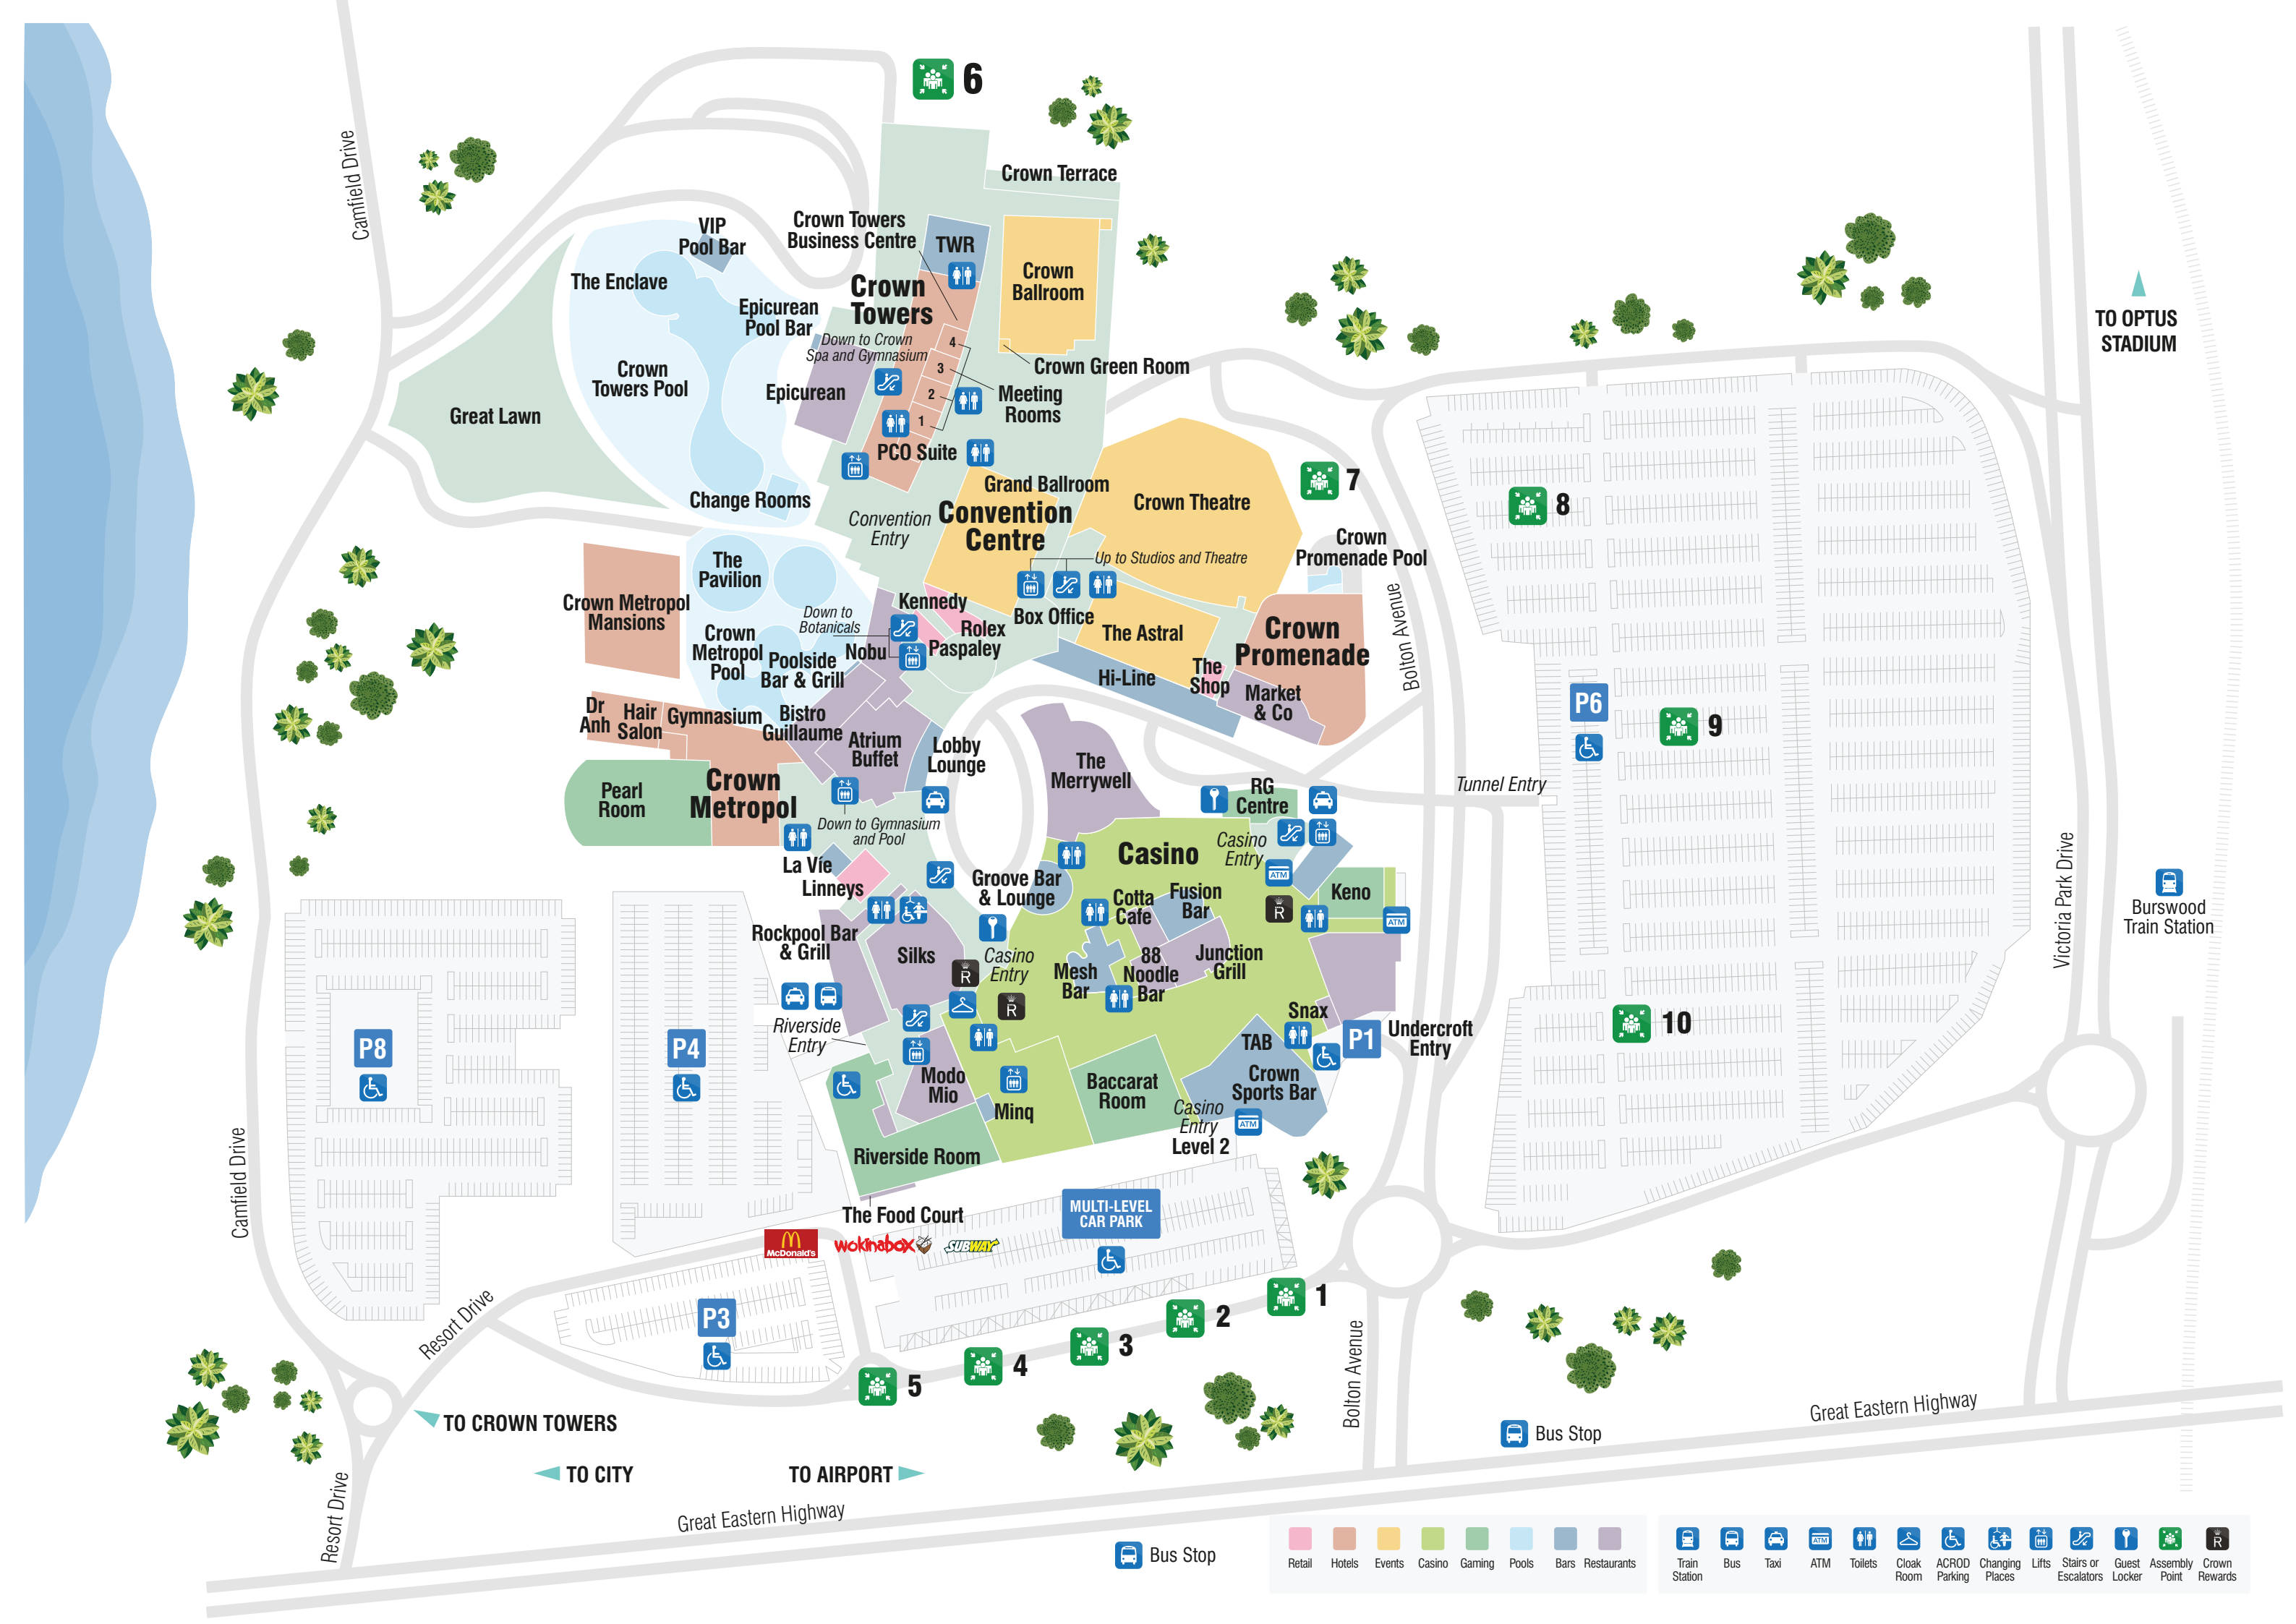 6
Crown Terrace
Camfield Drive
VIP
Pool Bar
Crown Towers
Business Centre
TWR
The Enclave
Crown
Ballroom
Crown
Towers
Epicurean
Pool Bar
Down to Crown
Spa and Gymnasium
4
3
2
1
Crown Green Room
Meeting
Rooms
Crown
Towers Pool
Epicurean
Great Lawn
PCO Suite
TO OPTUS
STADIUM
Change Rooms
Convention
Entry
Grand Ballroom
Convention
Centre
Crown Theatre
7
8
Crown
Promenade Pool
Up to Studios and Theatre
The
Pavilion
Crown Metropol
Mansions
Down to
Botanicals
Kennedy
Rolex
Paspaley
Nobu
Box Office
The Astral
Crown
Promenade
Bolton Avenue
Crown
Metropol
Pool
Poolside
Bar & Grill
Hi-Line
The
Shop
Market
& Co
P6
9
Dr
Anh
Hair
Salon
Gymnasium
Bistro
Guillaume
Atrium
Buffet
Lobby
Lounge
The
Merrywell
Pearl
Room
Crown
Metropol
Down to Gymnasium
and Pool
RG
Centre
Tunnel Entry
Casino
Casino
Entry
La Vie
Linneys
Groove Bar
& Lounge
Cotta
Cafe
Fusion
Bar
ATM
R
Keno
ATM
Victoria Park Drive
Burswood
Train Station
Rockpool Bar
& Grill
Silks
R
Casino
Entry
R
Mesh
Bar
88
Noodle
Bar
Junction
Grill
Riverside
Entry
Snax
TAB
P1
Undercroft
Entry
10
P8
P4
Modo
Mio
Minq
Baccarat
Room
Crown
Sports Bar
Casino
Entry
Level 2
ATM
Riverside Room
The Food Court
McDonald's
wokinabox
SUBWAY
MULTI-LEVEL
CAR PARK
Camfield Drive
Resort Drive
P3
1
2
3
4
5
Bolton Avenue
TO CROWN TOWERS
TO CITY
TO AIRPORT
Great Eastern Highway
Bus Stop
Resort Drive
Great Eastern Highway
Bus Stop
Retail
Hotels
Events
Casino
Gaming
Pools
Bars
Restaurants
ATM
R
Train
Station
Bus
Taxi
ATM
Toilets
Cloak
Room
ACROD
Parking
Changing
Places
Lifts
Stairs or
Escalators
Guest
Locker
Assembly
Point
Crown
Rewards